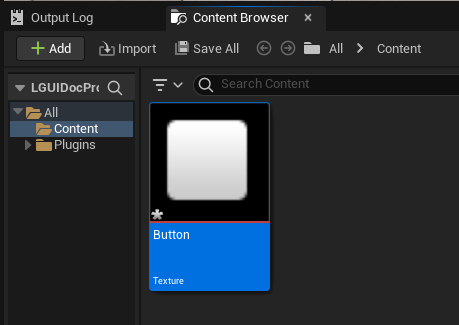 Output Log
Content Browser
Add
Import
Save All
All
Content
LGUIDocPro
Search Content
All
Content
Plugins
Button
Texture